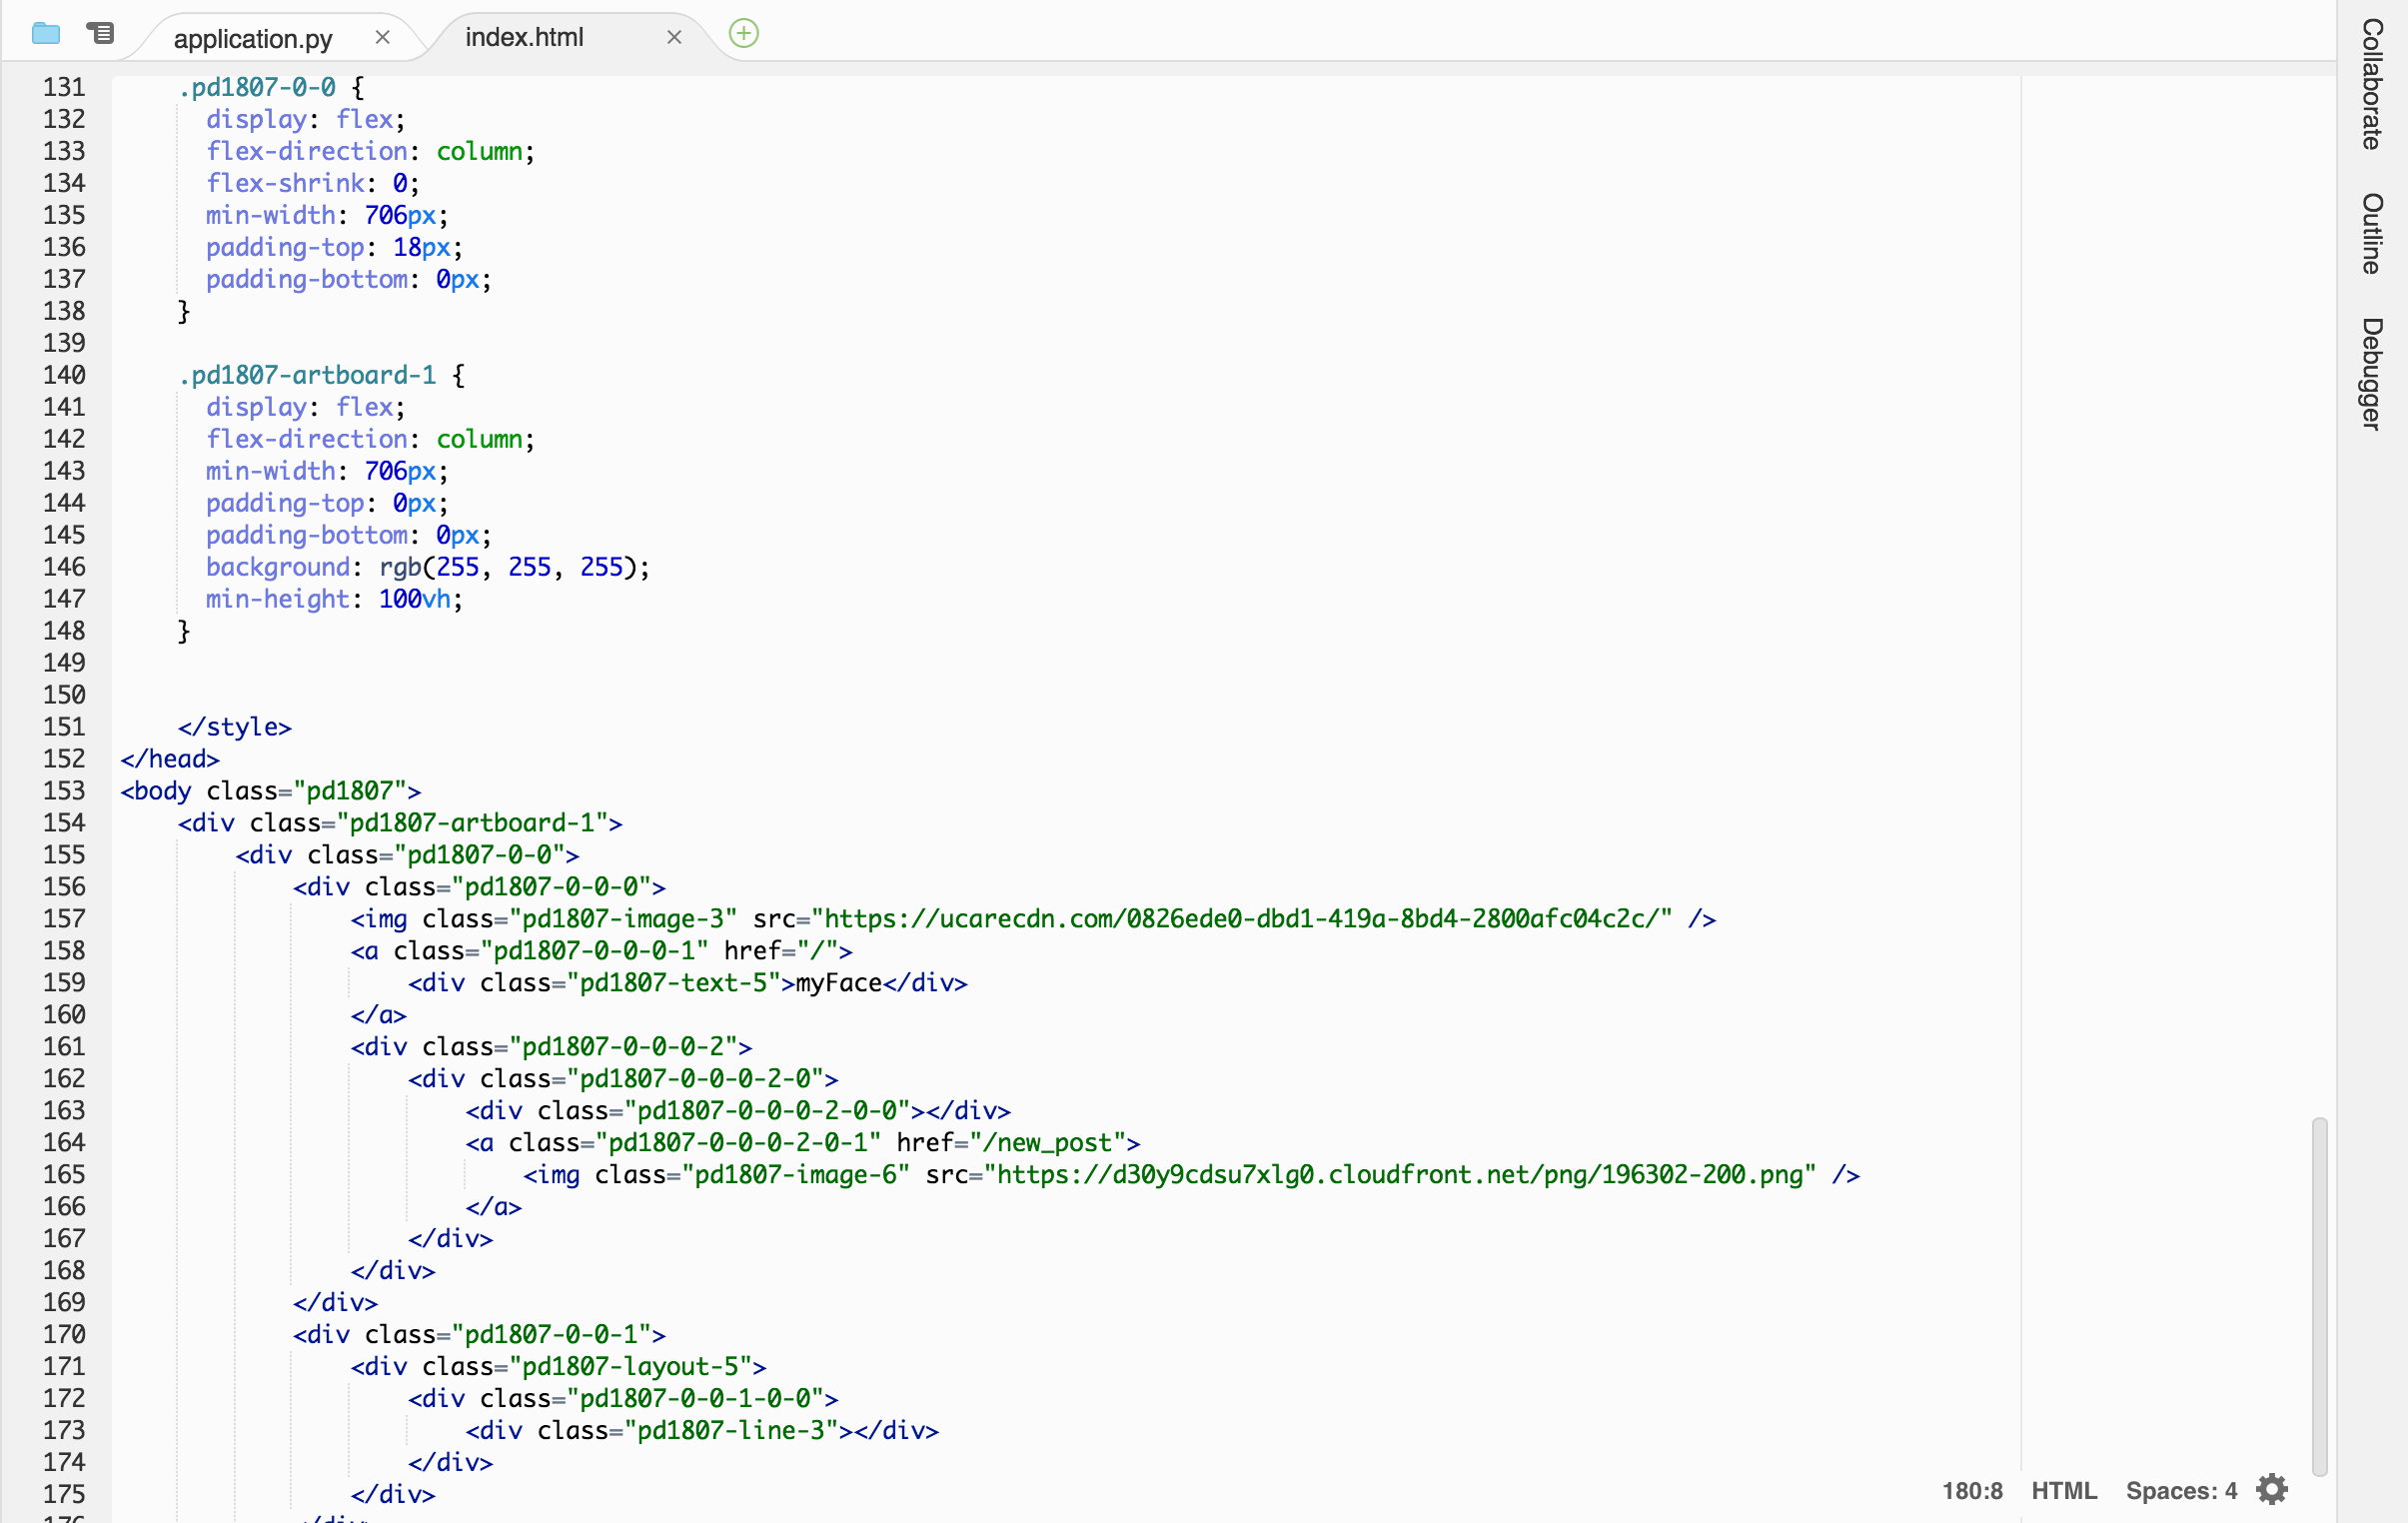 application.py
index.html
131 .pd1807-0-0 {
132 display: flex;
133 flex-direction: column;
134 flex-shrink: 0;
135 min-width: 706px;
136 padding-top: 18px;
137 padding-bottom: 0px;
138 }
139
140 .pd1807-artboard-1 {
141 display: flex;
142 flex-direction: column;
143 min-width: 706px;
144 padding-top: 0px;
145 padding-bottom: 0px;
146 background: rgb(255, 255, 255);
147 min-height: 100vh;
148 }
149
150
151 </style>
152 </head>
153 <body class="pd1807">
154 <div class="pd1807-artboard-1">
155 <div class="pd1807-0-0">
156 <div class="pd1807-0-0-0">
157 <img class="pd1807-image-3" src="https://ucarecdn.com/0826ede0-dbd1-419a-8bd4-2800afc04c2c/" />
158 <a class="pd1807-0-0-0-1" href="/">
159 <div class="pd1807-text-5">myFace</div>
160 </a>
161 <div class="pd1807-0-0-0-2">
162 <div class="pd1807-0-0-0-2-0">
163 <div class="pd1807-0-0-0-2-0-0"></div>
164 <a class="pd1807-0-0-0-2-0-1" href="/new_post">
165 <img class="pd1807-image-6" src="https://d30y9cdsu7xlg0.cloudfront.net/png/196302-200.png" />
166 </a>
167 </div>
168 </div>
169 </div>
170 <div class="pd1807-0-0-1">
171 <div class="pd1807-layout-5">
172 <div class="pd1807-0-0-1-0-0">
173 <div class="pd1807-line-3"></div>
174 </div>
175 </div>
176 </div>
180:8 HTML Spaces: 4
Collaborate
Outline
Debugger